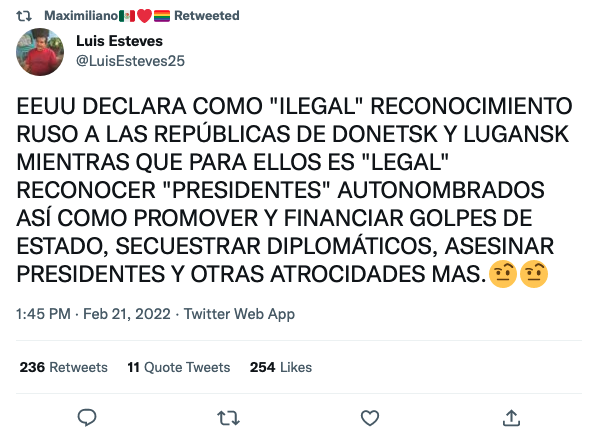 Maximiliano🇲🇽❤️🏳️‍🌈 Retweeted
Luis Esteves
@LuisEsteves25
EEUU DECLARA COMO "ILEGAL" RECONOCIMIENTO
RUSO A LAS REPÚBLICAS DE DONETSK Y LUGANSK
MIENTRAS QUE PARA ELLOS ES "LEGAL"
RECONOCER "PRESIDENTES" AUTONOMBRADOS
ASÍ COMO PROMOVER Y FINANCIAR GOLPES DE
ESTADO, SECUESTRAR DIPLOMÁTICOS, ASESINAR
PRESIDENTES Y OTRAS ATROCIDADES MAS.🤨🤨
1:45 PM · Feb 21, 2022 · Twitter Web App
236 Retweets 11 Quote Tweets 254 Likes